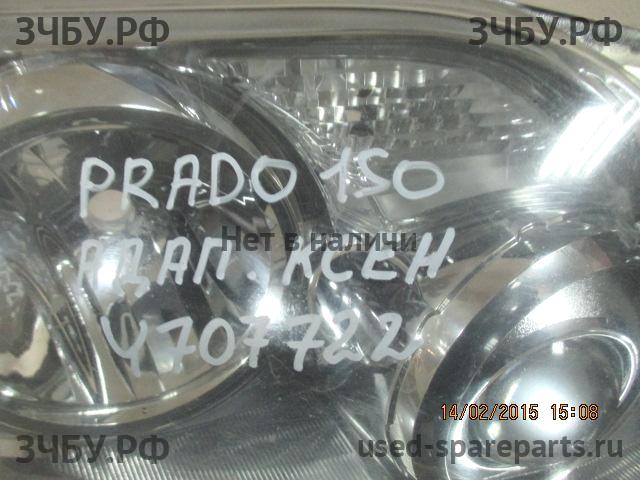 ЗЧБУ.РФ ЗЧБУ.РФ
PRADO 150
Нет в наличии
АДАП. КСЕН
4707722
14/02/2015 15:08
ЗЧБУ.РФ used-spareparts.ru